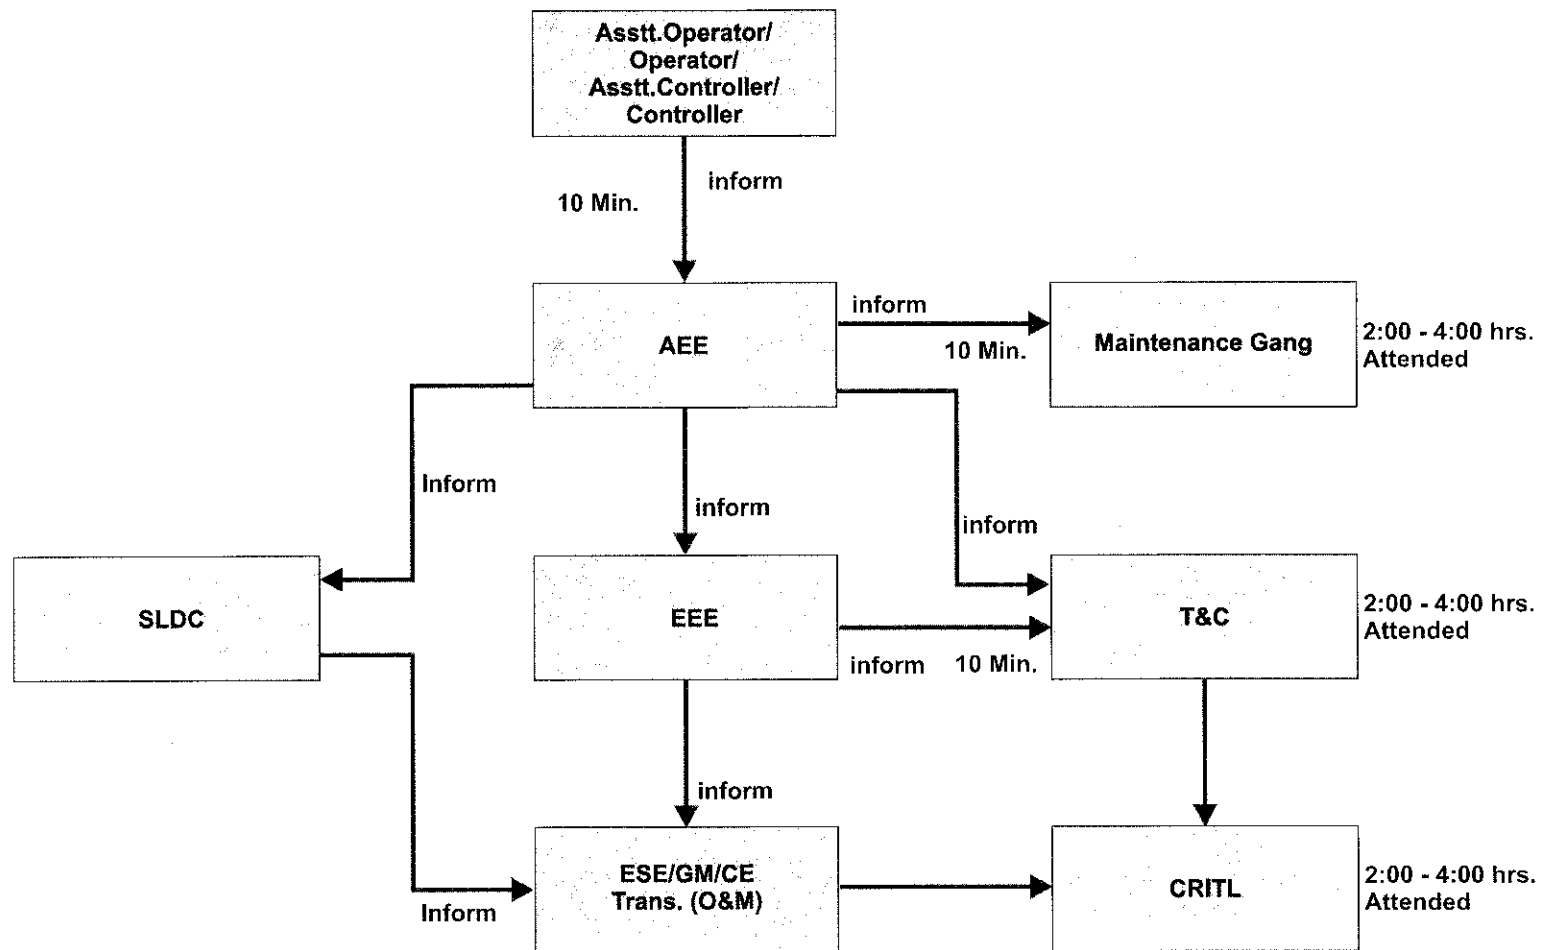 Asstt.Operator/
Operator/
Asstt.Controller/
Controller
inform
10 Min.
inform
AEE
10 Min.
Maintenance Gang
2:00 - 4:00 hrs.
Attended
Inform
inform
inform
SLDC
EEE
T&C
2:00 - 4:00 hrs.
Attended
inform
10 Min.
inform
ESE/GM/CE
Trans. (O&M)
CRITL
2:00 - 4:00 hrs.
Attended
Inform